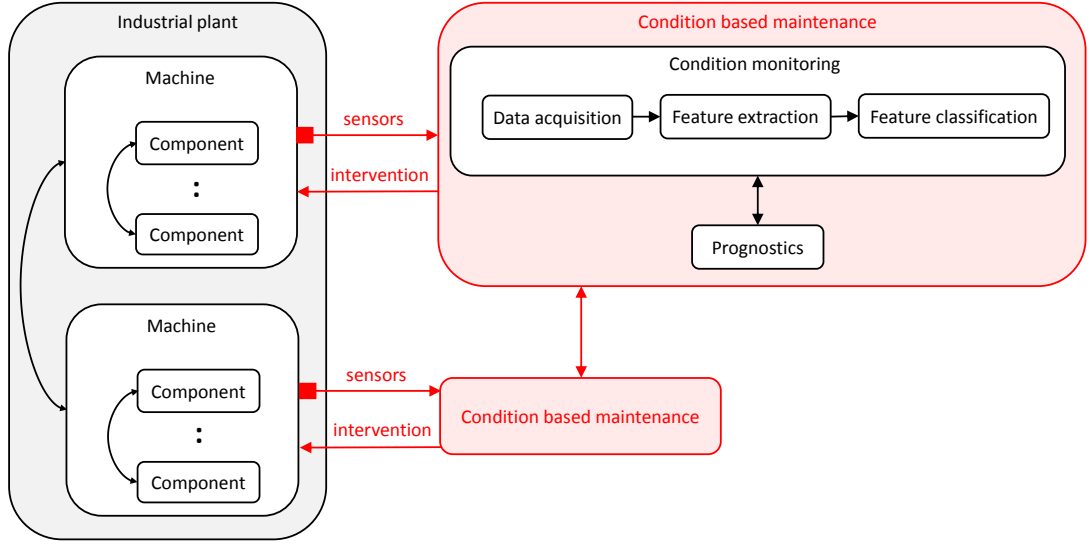 Industrial plant
Machine
Component
:
Component
Machine
Component
:
Component
sensors
intervention
sensors
intervention
Condition based maintenance
Condition monitoring
Data acquisition
Feature extraction
Feature classification
Prognostics
Condition based maintenance